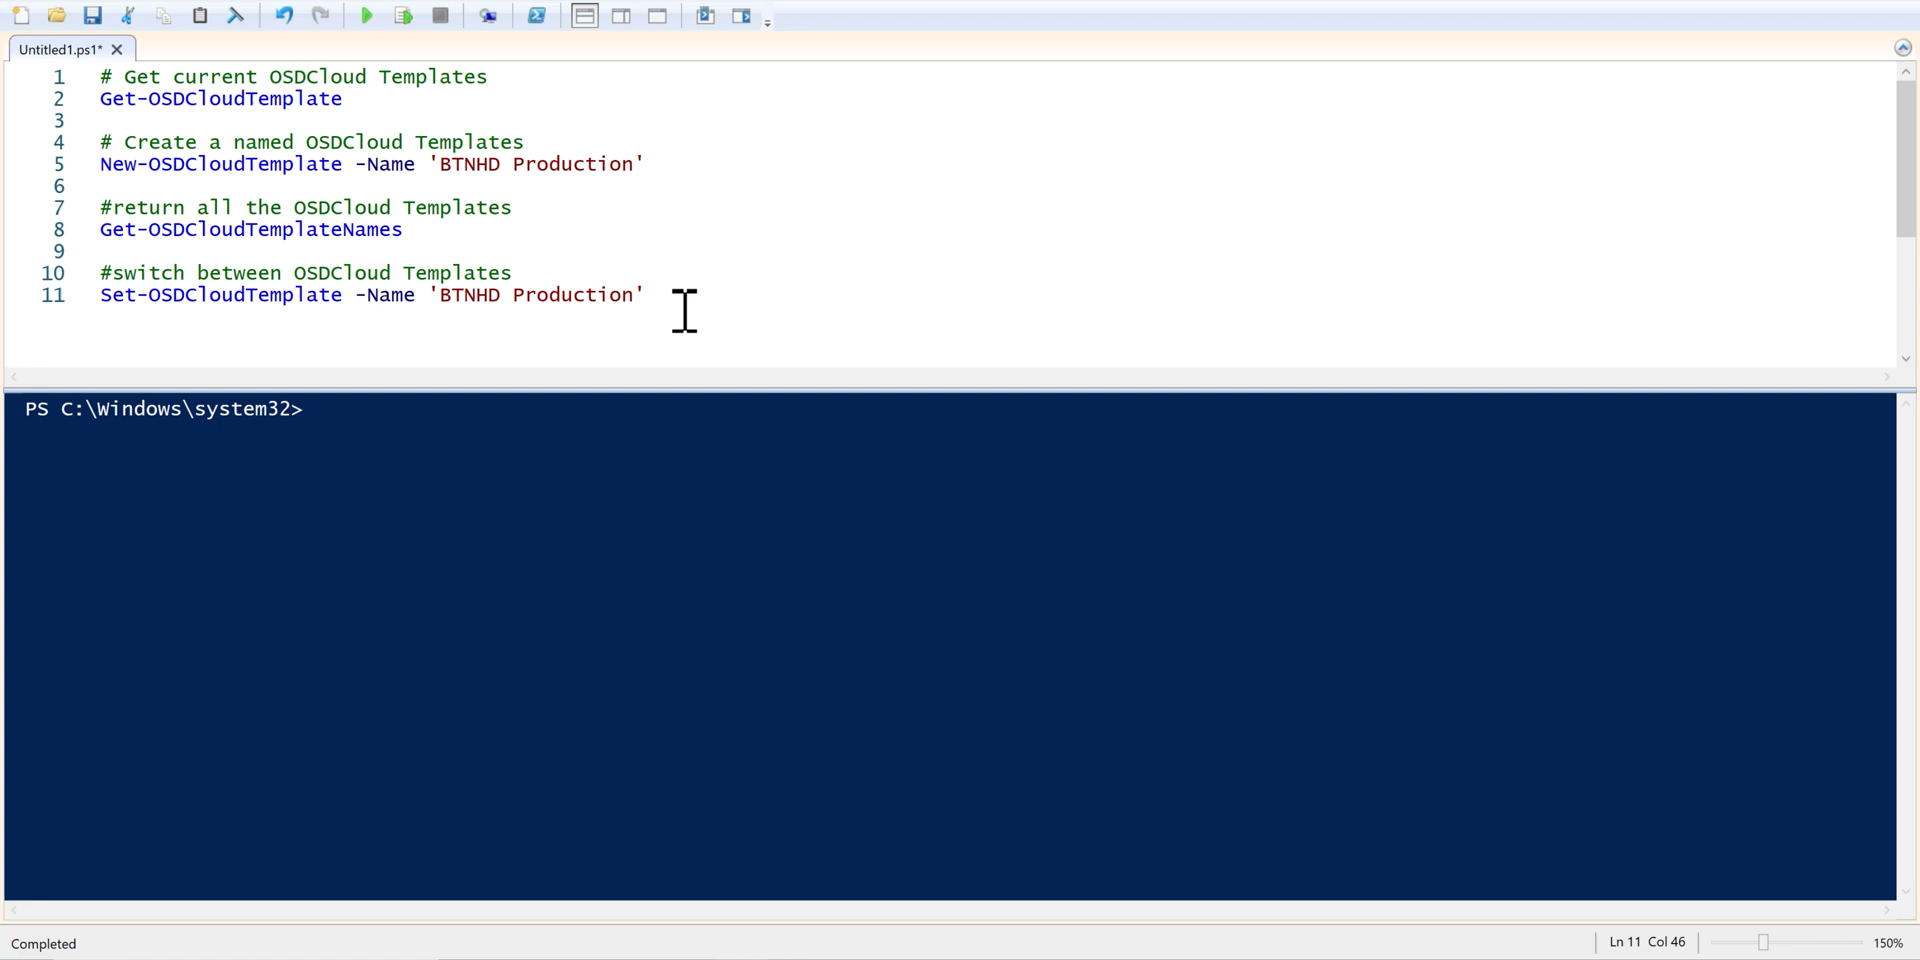 Untitled1.ps1*
1 # Get current OSDCloud Templates
2 Get-OSDCloudTemplate
3
4 # Create a named OSDCloud Templates
5 New-OSDCloudTemplate -Name 'BTNHD Production'
6
7 #return all the OSDCloud Templates
8 Get-OSDCloudTemplateNames
9
10 #switch between OSDCloud Templates
11 Set-OSDCloudTemplate -Name 'BTNHD Production'
PS C:\Windows\system32>
Completed
Ln 11 Col 46
150%